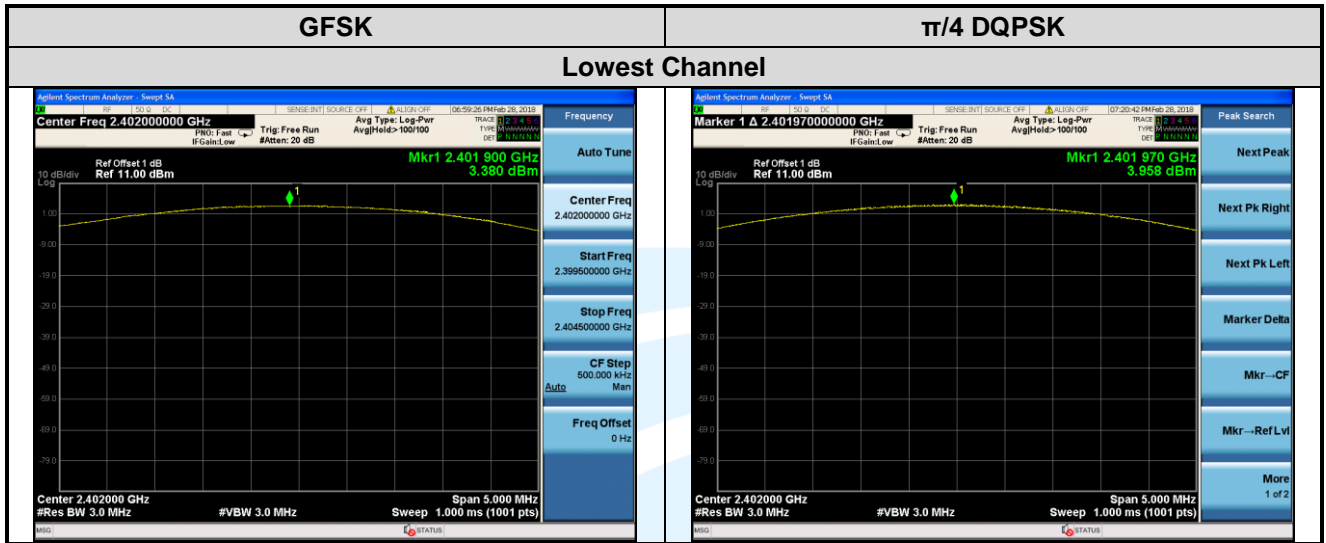 GFSK
π/4 DQPSK
Lowest Channel
Agilent Spectrum Analyzer - Swept SA
RF 50 Ω DC SENSE:INT SOURCE OFF ALIGN OFF 06:59:26 PM Feb 28, 2018
Center Freq 2.402000000 GHz
Avg Type: Log-Pwr
TRACE 1 2 3 4 5 6
PNO: Fast
IFGain:Low
Trig: Free Run
#Atten: 20 dB
Avg|Hold:>100/100
TYPE
DET P N N N N N
Frequency
Mkr1 2.401 900 GHz
3.380 dBm
Ref Offset 1 dB
10 dB/div Ref 11.00 dBm
Log
1
1.00
-9.00
-19.0
-29.0
-39.0
-49.0
-59.0
-69.0
-79.0
Center 2.402000 GHz
Span 5.000 MHz
#Res BW 3.0 MHz #VBW 3.0 MHz Sweep 1.000 ms (1001 pts)
MSG STATUS
Auto Tune
Center Freq
2.402000000 GHz
Start Freq
2.399500000 GHz
Stop Freq
2.404500000 GHz
CF Step
500.000 kHz
Auto Man
Freq Offset
0 Hz
Agilent Spectrum Analyzer - Swept SA
RF 50 Ω DC SENSE:INT SOURCE OFF ALIGN OFF 07:20:42 PM Feb 28, 2018
Marker 1 Δ 2.401970000000 GHz
Avg Type: Log-Pwr
TRACE 1 2 3 4 5 6
PNO: Fast
IFGain:Low
Trig: Free Run
#Atten: 20 dB
Avg|Hold:>100/100
TYPE
DET P N N N N N
Peak Search
Mkr1 2.401 970 GHz
3.958 dBm
Ref Offset 1 dB
10 dB/div Ref 11.00 dBm
Log
1
1.00
-9.00
-19.0
-29.0
-39.0
-49.0
-59.0
-69.0
-79.0
Center 2.402000 GHz
Span 5.000 MHz
#Res BW 3.0 MHz #VBW 3.0 MHz Sweep 1.000 ms (1001 pts)
MSG STATUS
Next Peak
Next Pk Right
Next Pk Left
Marker Delta
Mkr→CF
Mkr→Ref Lvl
More
1 of 2